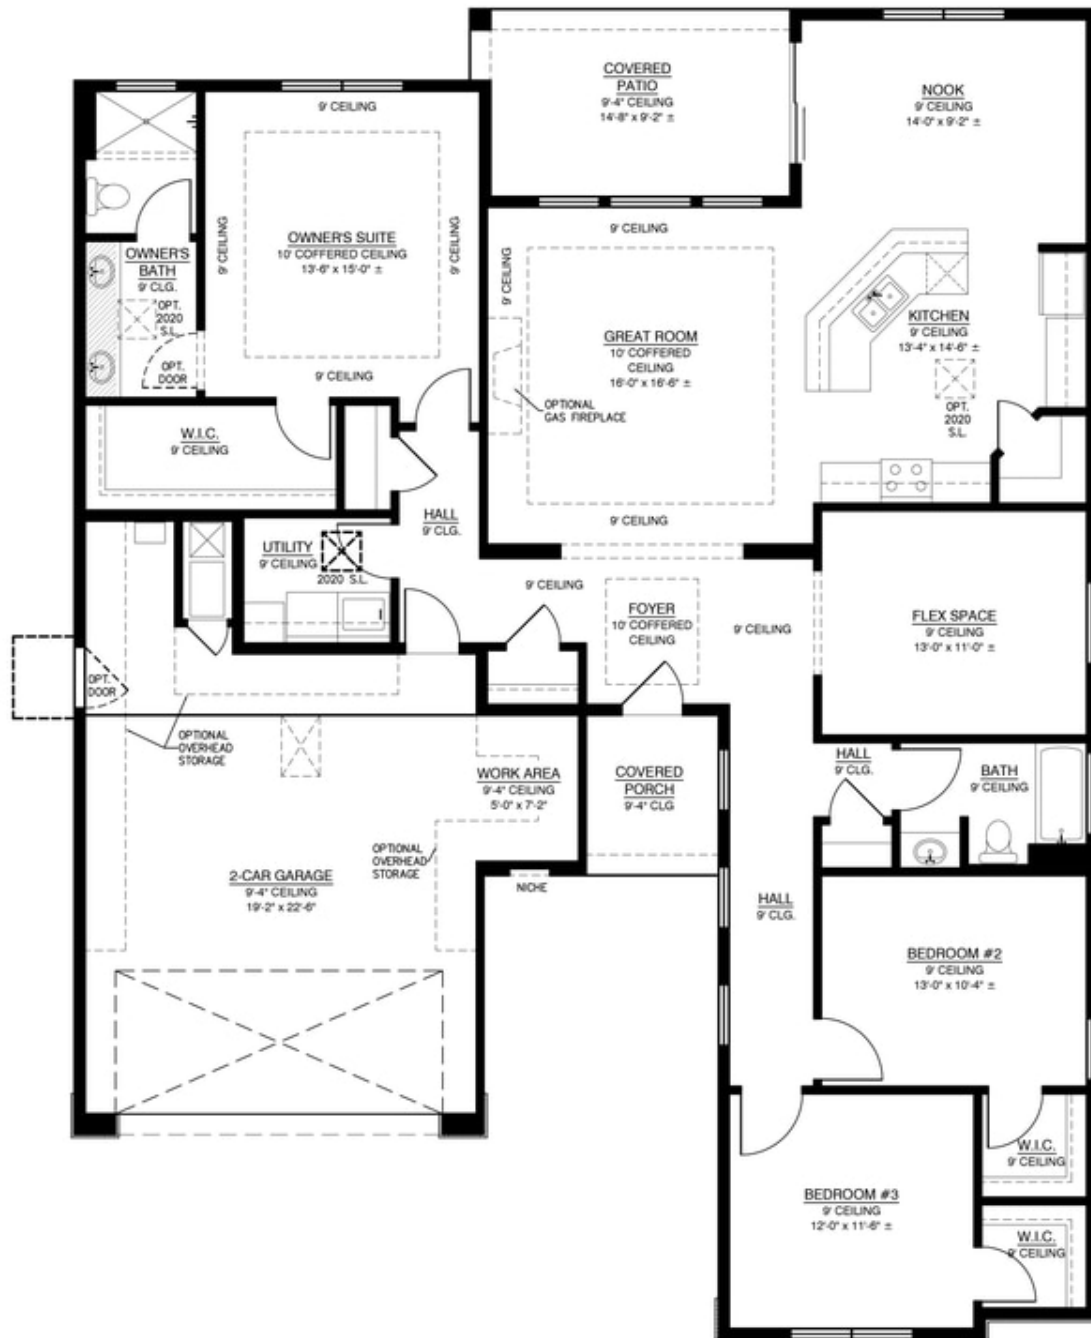 COVERED
PATIO
9'-4" CEILING
14'-8" x 9'-2" ±
NOOK
9' CEILING
14'-0" x 9'-2" ±
9' CEILING
9' CEILING
OWNER'S SUITE
10' COFFERED CEILING
13'-6" x 15'-0" ±
9' CEILING
9' CEILING
OWNER'S
BATH
9' CLG.
OPT.
2020
S.L.
OPT.
DOOR
9' CEILING
9' CEILING
GREAT ROOM
10' COFFERED
CEILING
16'-0" x 16'-6" ±
OPTIONAL
GAS FIREPLACE
9' CEILING
KITCHEN
9' CEILING
13'-4" x 14'-6" ±
OPT.
2020
S.L.
W.I.C.
9' CEILING
HALL
9' CLG.
UTILITY
9' CEILING
2020 S.L.
9' CEILING
FOYER
10' COFFERED
CEILING
9' CEILING
FLEX SPACE
9' CEILING
13'-0" x 11'-0" ±
OPT.
DOOR
OPTIONAL
OVERHEAD
STORAGE
WORK AREA
9'-4" CEILING
5'-0" x 7'-2"
COVERED
PORCH
9'-4" CLG
HALL
9' CLG.
BATH
9' CEILING
OPTIONAL
OVERHEAD
STORAGE
2-CAR GARAGE
9'-4" CEILING
19'-2" x 22'-6"
NICHE
HALL
9' CLG.
BEDROOM #2
9' CEILING
13'-0" x 10'-4" ±
W.I.C.
9' CEILING
BEDROOM #3
9' CEILING
12'-0" x 11'-6" ±
W.I.C.
9' CEILING